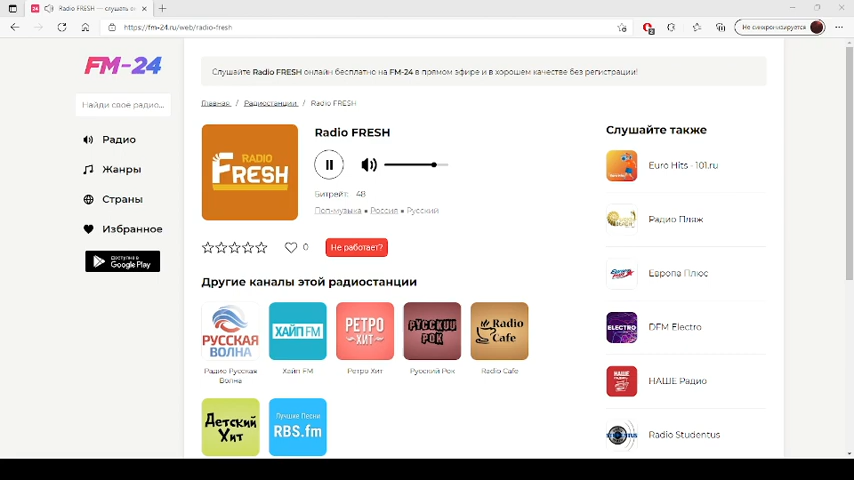 Radio FRESH — слушать он
https://fm-24.ru/web/radio-fresh
Не синхронизируется
FM-24
Слушайте Radio FRESH онлайн бесплатно на FM-24 в прямом эфире и в хорошем качестве без регистрации!
Найди свое радио...
Главная / Радиостанции / Radio FRESH
Радио
Жанры
Страны
Избранное
ДОСТУПНО В
Google Play
RADIO
FRESH
Radio FRESH
Битрейт: 48
Поп-музыка • Россия • Русский
0
Не работает?
Другие каналы этой радиостанции
РУССКАЯ
ВОЛНА
ХАЙП FM
РЕТРО
ХИТ
РУССКИЙ
РОК
Radio
Cafe
Радио Русская
Волна
Хайп FM
Ретро Хит
Русский Рок
Radio Cafe
Детский
Хит
Лучшие Песни
RBS.fm
Слушайте также
Euro Hits - 101.ru
Радио Пляж
Европа Плюс
ELECTRO
DFM Electro
НАШЕ
НАШЕ Радио
Radio Studentus